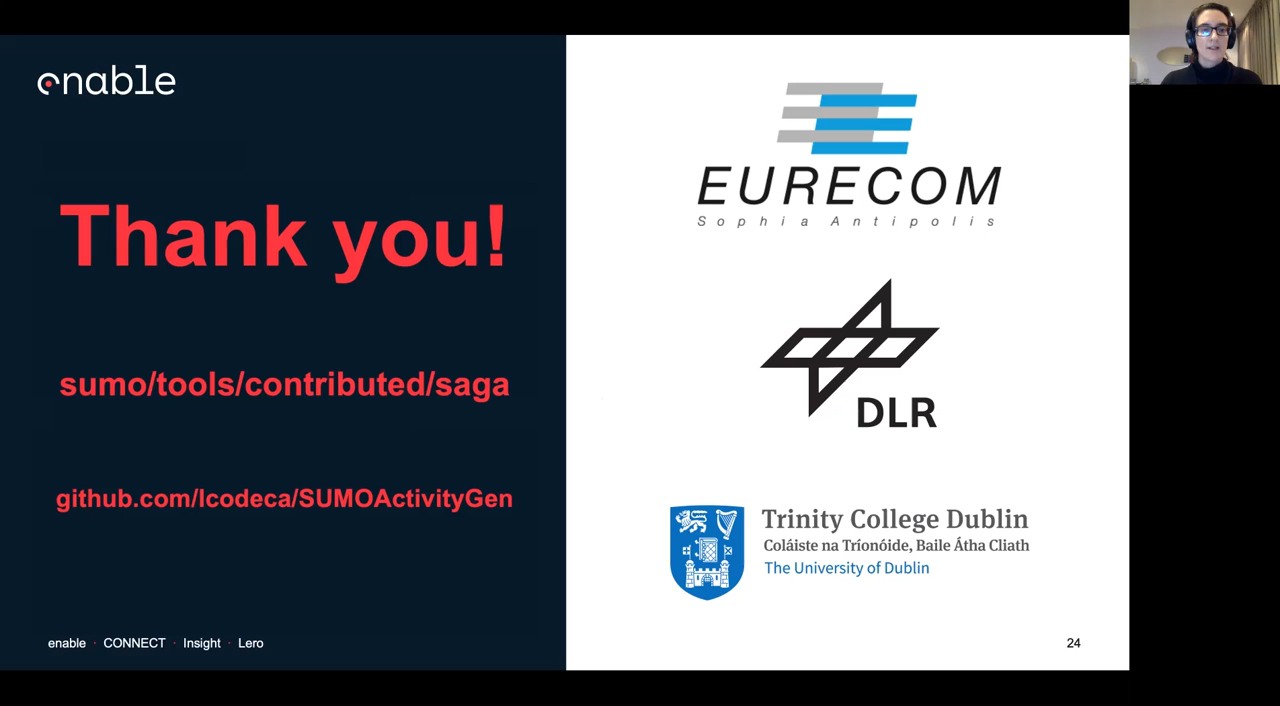 enable
Thank you!
sumo/tools/contributed/saga
github.com/lcodeca/SUMOActivityGen
enable · CONNECT · Insight · Lero
EURECOM
Sophia Antipolis
DLR
Trinity College Dublin
Coláiste na Tríonóide, Baile Átha Cliath
The University of Dublin
24